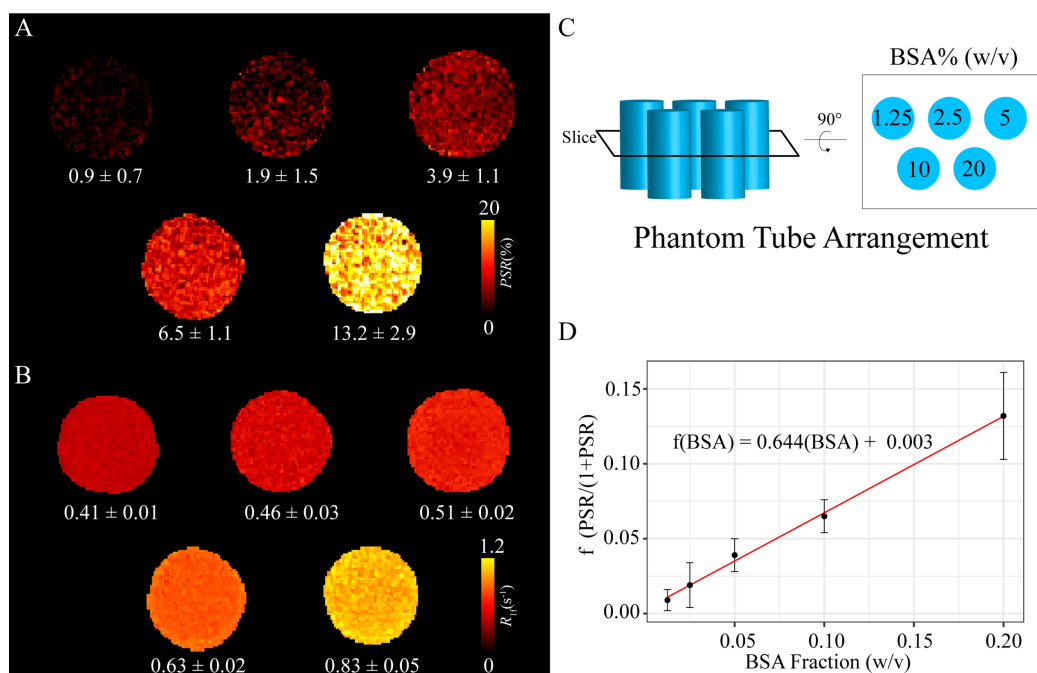 A
0.9 ± 0.7
1.9 ± 1.5
3.9 ± 1.1
6.5 ± 1.1
13.2 ± 2.9
20
PSR(%)
0
B
0.41 ± 0.01
0.46 ± 0.03
0.51 ± 0.02
0.63 ± 0.02
0.83 ± 0.05
1.2
R1f(s-1)
0
C
BSA% (w/v)
Slice
90°
1.25
2.5
5
10
20
Phantom Tube Arrangement
D
f(BSA) = 0.644(BSA) + 0.003
f (PSR/(1+PSR)
0.15
0.10
0.05
0.00
0.05
0.10
0.15
0.20
BSA Fraction (w/v)